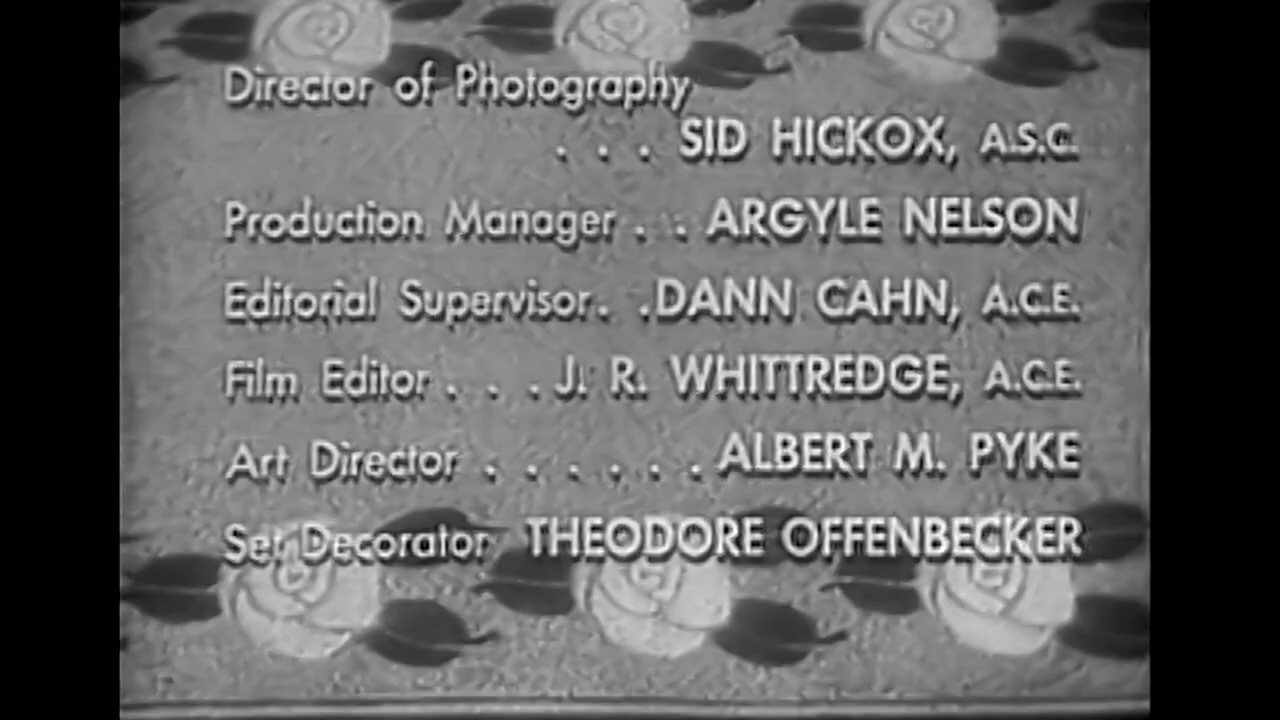 Director of Photography
. . . SID HICKOX, A.S.C.
Production Manager . . . ARGYLE NELSON
Editorial Supervisor. . . DANN CAHN, A.C.E.
Film Editor . . . J. R. WHITTREDGE, A.C.E.
Art Director . . . . . . ALBERT M. PYKE
Set Decorator THEODORE OFFENBECKER